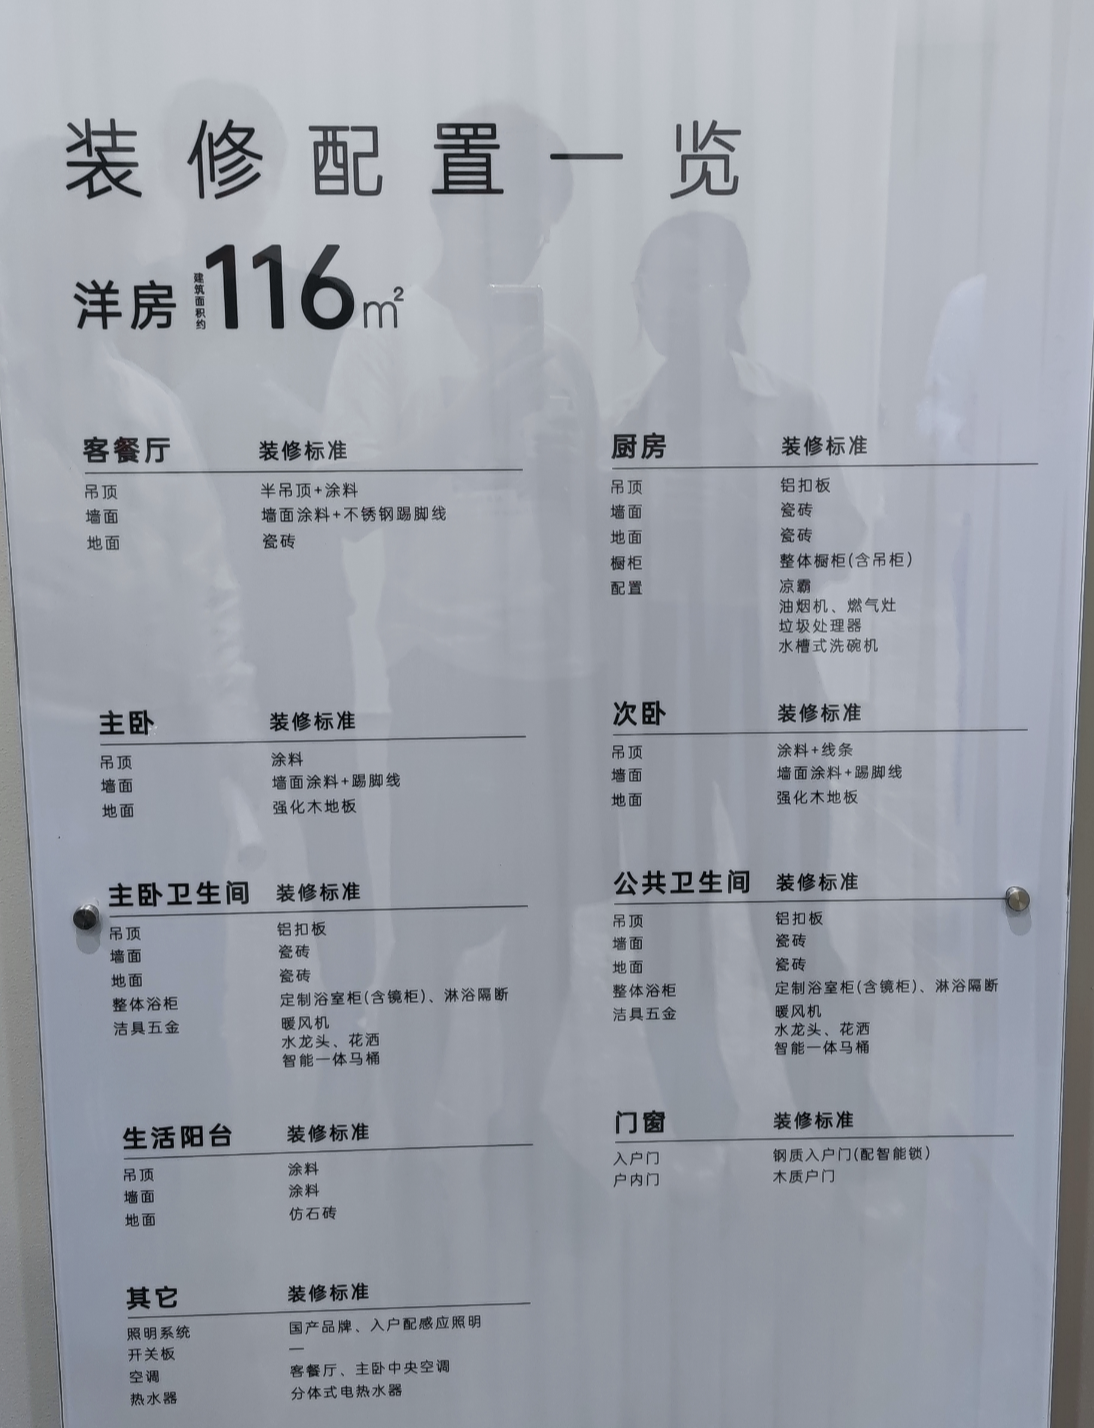 装修配置一览
洋房 建筑面积约 116m²
客餐厅 装修标准
吊顶 半吊顶+涂料
墙面 墙面涂料+不锈钢踢脚线
地面 瓷砖
厨房 装修标准
吊顶 铝扣板
墙面 瓷砖
地面 瓷砖
橱柜 整体橱柜(含吊柜)
配置 凉霸
油烟机、燃气灶
垃圾处理器
水槽式洗碗机
主卧 装修标准
吊顶 涂料
墙面 墙面涂料+踢脚线
地面 强化木地板
次卧 装修标准
吊顶 涂料+线条
墙面 墙面涂料+踢脚线
地面 强化木地板
主卧卫生间 装修标准
吊顶 铝扣板
墙面 瓷砖
地面 瓷砖
整体浴柜 定制浴室柜(含镜柜)、淋浴隔断
洁具五金 暖风机
水龙头、花洒
智能一体马桶
公共卫生间 装修标准
吊顶 铝扣板
墙面 瓷砖
地面 瓷砖
整体浴柜 定制浴室柜(含镜柜)、淋浴隔断
洁具五金 暖风机
水龙头、花洒
智能一体马桶
生活阳台 装修标准
吊顶 涂料
墙面 涂料
地面 仿石砖
门窗 装修标准
入户门 钢质入户门(配智能锁)
户内门 木质户门
其它 装修标准
照明系统 国产品牌、入户配感应照明
开关板 —
空调 客餐厅、主卧中央空调
热水器 分体式电热水器